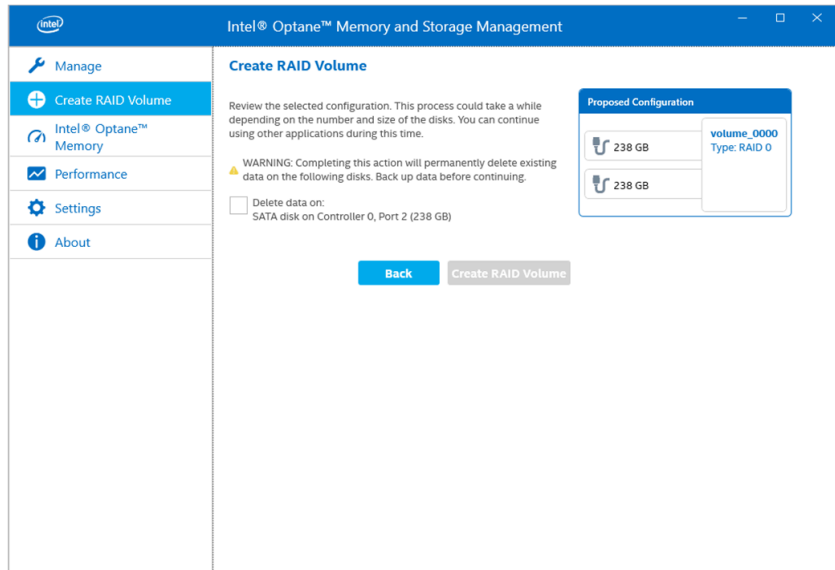 intel
Intel® Optane™ Memory and Storage Management
Manage
Create RAID Volume
Intel® Optane™
Memory
Performance
Settings
About
Create RAID Volume
Review the selected configuration. This process could take a while
depending on the number and size of the disks. You can continue
using other applications during this time.
WARNING: Completing this action will permanently delete existing
data on the following disks. Back up data before continuing.
Delete data on:
SATA disk on Controller 0, Port 2 (238 GB)
Back
Create RAID Volume
Proposed Configuration
238 GB
238 GB
volume_0000
Type: RAID 0